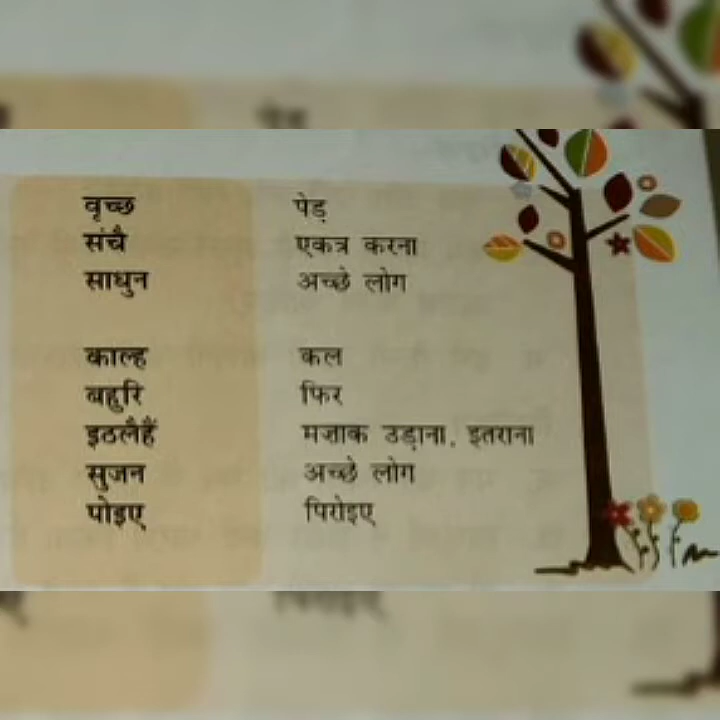 वृच्छ पेड़
संचै एकत्र करना
साधुन अच्छे लोग
काल्ह कल
बहुरि फिर
इठलैहैं मज़ाक उड़ाना, इतराना
सुजन अच्छे लोग
पोइए पिरोइए